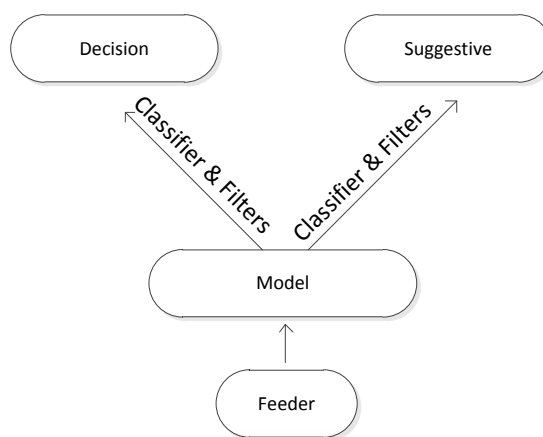 Decision
Suggestive
Classifier & Filters
Classifier & Filters
Model
Feeder